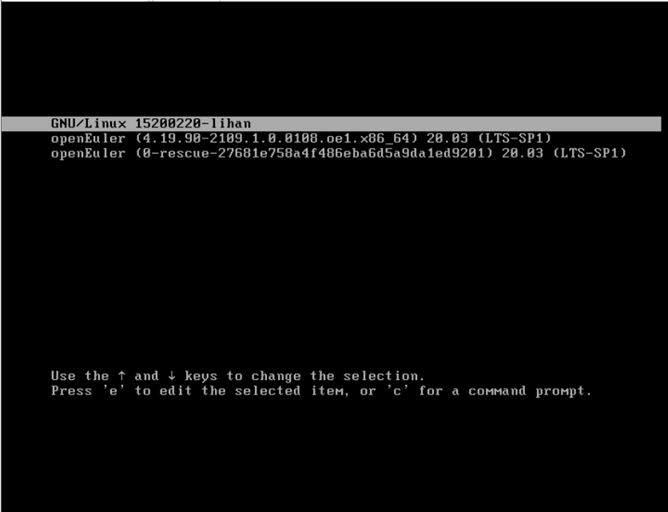 GNU/Linux 15200220-lihan
openEuler (4.19.90-2109.1.0.0108.oe1.x86_64) 20.03 (LTS-SP1)
openEuler (0-rescue-27681e758a4f486eba6d5a9da1ed9201) 20.03 (LTS-SP1)
Use the ↑ and ↓ keys to change the selection.
Press 'e' to edit the selected item, or 'c' for a command prompt.